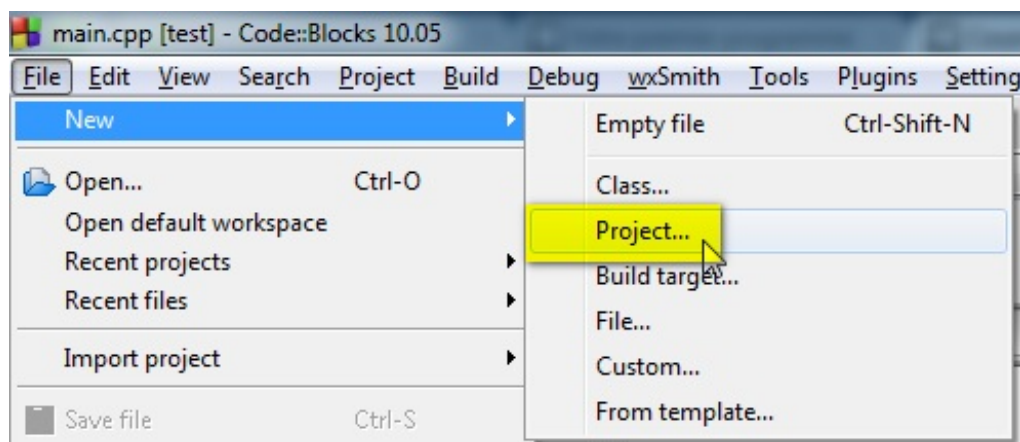 main.cpp [test] - Code::Blocks 10.05
File Edit View Search Project Build Debug wxSmith Tools Plugins
New
Open... Ctrl-O
Open default workspace
Recent projects
Recent files
Import project
Save file Ctrl-S
Empty file Ctrl-Shift-N
Class...
Project...
Build target...
File...
Custom...
From template...